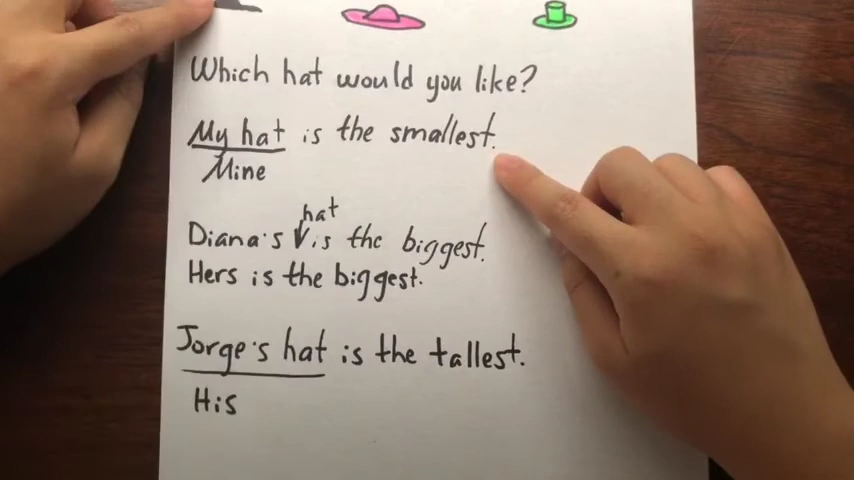 Which hat would you like?
My hat is the smallest.
Mine
hat
Diana's is the biggest.
Hers is the biggest.
Jorge's hat is the tallest.
His